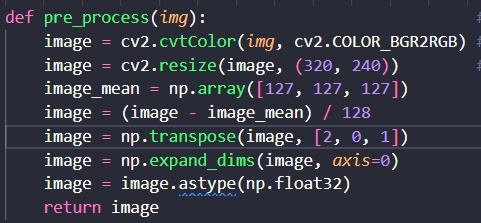 def pre_process(img): #
    image = cv2.cvtColor(img, cv2.COLOR_BGR2RGB) #
    image = cv2.resize(image, (320, 240)) #
    image_mean = np.array([127, 127, 127])
    image = (image - image_mean) / 128
    image = np.transpose(image, [2, 0, 1])
    image = np.expand_dims(image, axis=0)
    image = image.astype(np.float32)
    return image